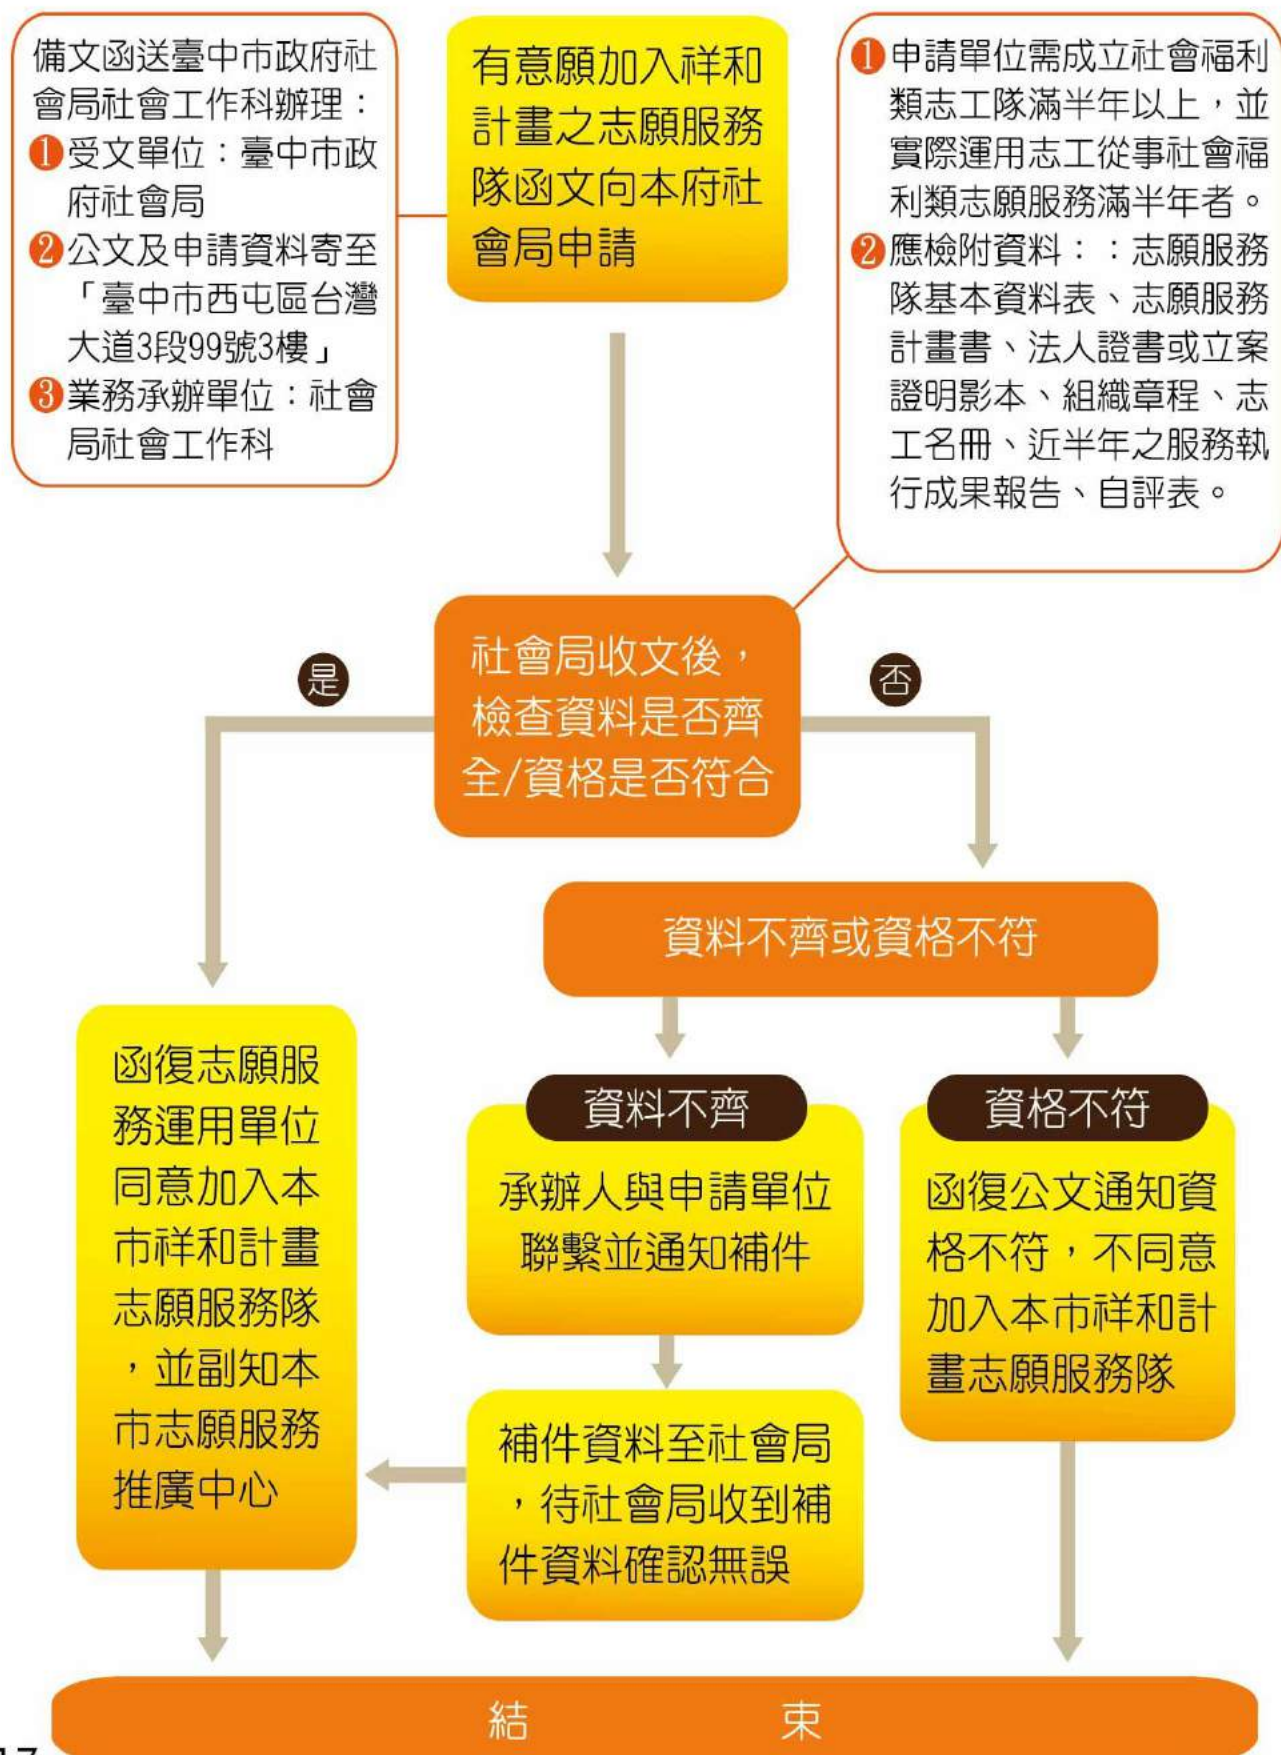 備文函送臺中市政府社
會局社會工作科辦理：
❶受文單位：臺中市政
府社會局
❷公文及申請資料寄至
「臺中市西屯區台灣
大道3段99號3樓」
❸業務承辦單位：社會
局社會工作科
有意願加入祥和
計畫之志願服務
隊函文向本府社
會局申請
❶申請單位需成立社會福利
類志工隊滿半年以上，並
實際運用志工從事社會福
利類志願服務滿半年者。
❷應檢附資料：：志願服務
隊基本資料表、志願服務
計畫書、法人證書或立案
證明影本、組織章程、志
工名冊、近半年之服務執
行成果報告、自評表。
社會局收文後，
檢查資料是否齊
全/資格是否符合
是
否
資料不齊或資格不符
函復志願服
務運用單位
同意加入本
市祥和計畫
志願服務隊
，並副知本
市志願服務
推廣中心
資料不齊
承辦人與申請單位
聯繫並通知補件
補件資料至社會局
，待社會局收到補
件資料確認無誤
資格不符
函復公文通知資
格不符，不同意
加入本市祥和計
畫志願服務隊
結 束